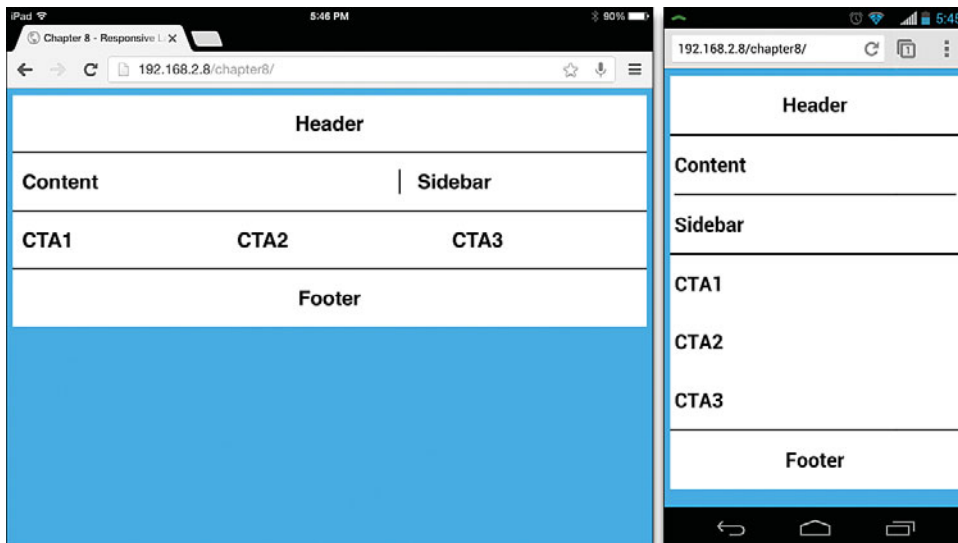 iPad 5:46 PM 90%
Chapter 8 - Responsive L
192.168.2.8/chapter8/
Header
Content Sidebar
CTA1 CTA2 CTA3
Footer
5:45
192.168.2.8/chapter8/ 1
Header
Content
Sidebar
CTA1
CTA2
CTA3
Footer